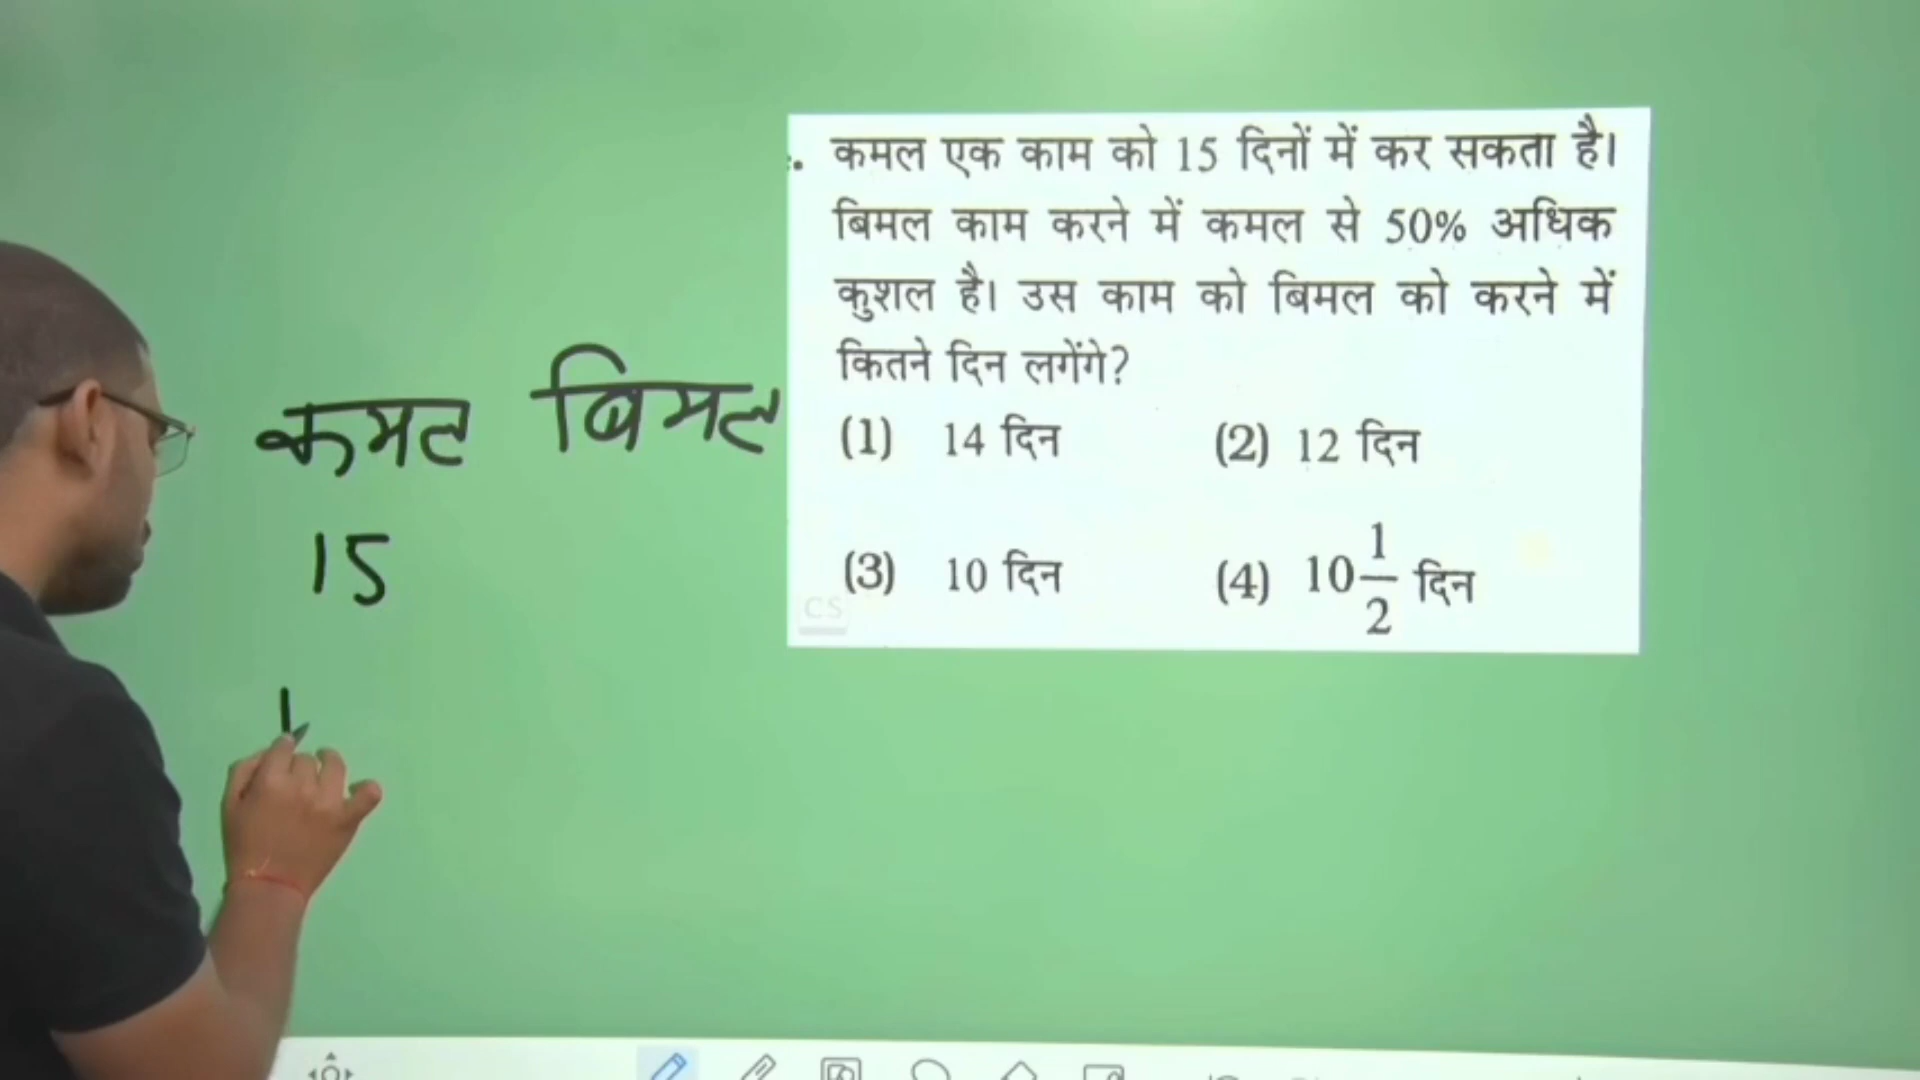 . कमल एक काम को 15 दिनों में कर सकता है।
बिमल काम करने में कमल से 50% अधिक
कुशल है। उस काम को बिमल को करने में
कितने दिन लगेंगे?
(1) 14 दिन (2) 12 दिन
(3) 10 दिन (4) 10 1/2 दिन
CS
कमल बिमल
15